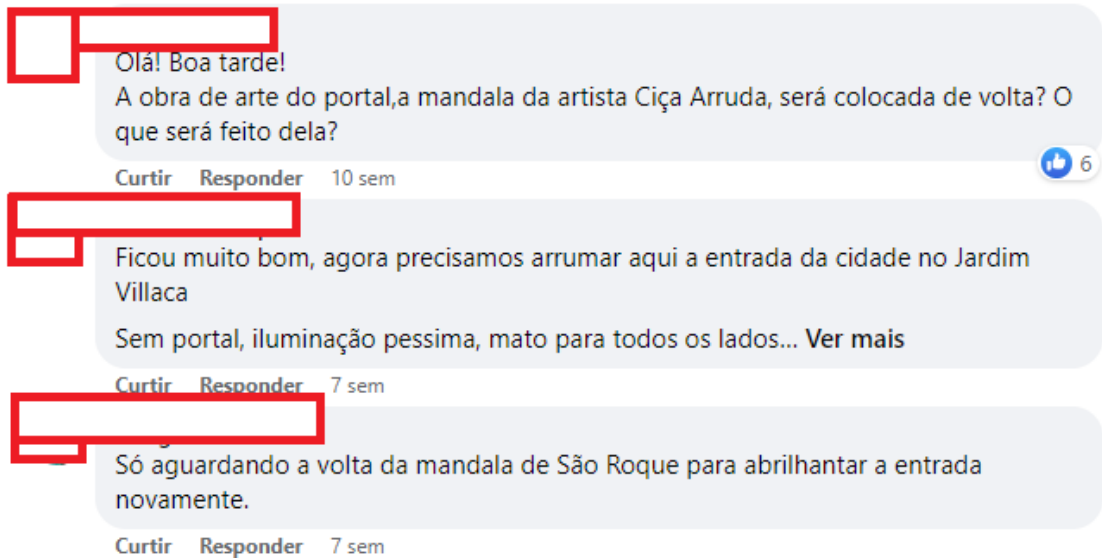 Olá! Boa tarde!
A obra de arte do portal,a mandala da artista Ciça Arruda, será colocada de volta? O
que será feito dela?
Curtir Responder 10 sem
6
Ficou muito bom, agora precisamos arrumar aqui a entrada da cidade no Jardim
Villaca
Sem portal, iluminação pessima, mato para todos os lados... Ver mais
Curtir Responder 7 sem
Só aguardando a volta da mandala de São Roque para abrilhantar a entrada
novamente.
Curtir Responder 7 sem